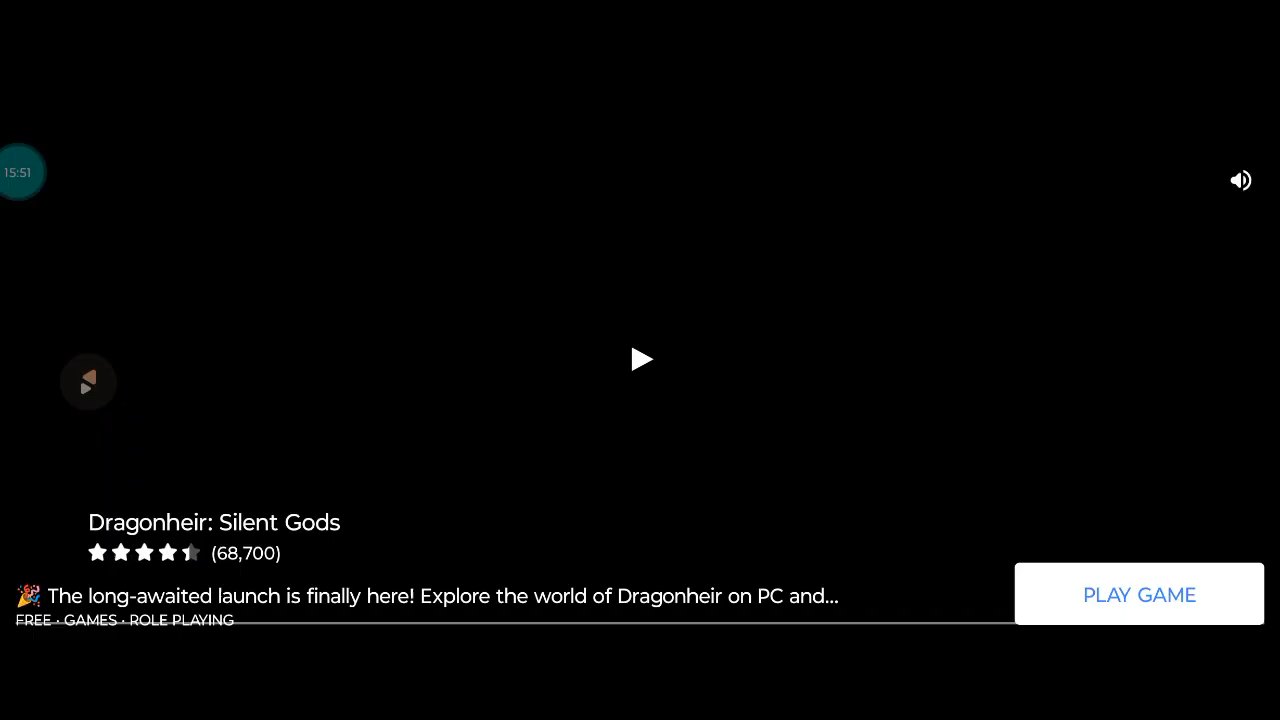 15:51
Dragonheir: Silent Gods
(68,700)
🎉 The long-awaited launch is finally here! Explore the world of Dragonheir on PC and...
FREE · GAMES · ROLE PLAYING
PLAY GAME